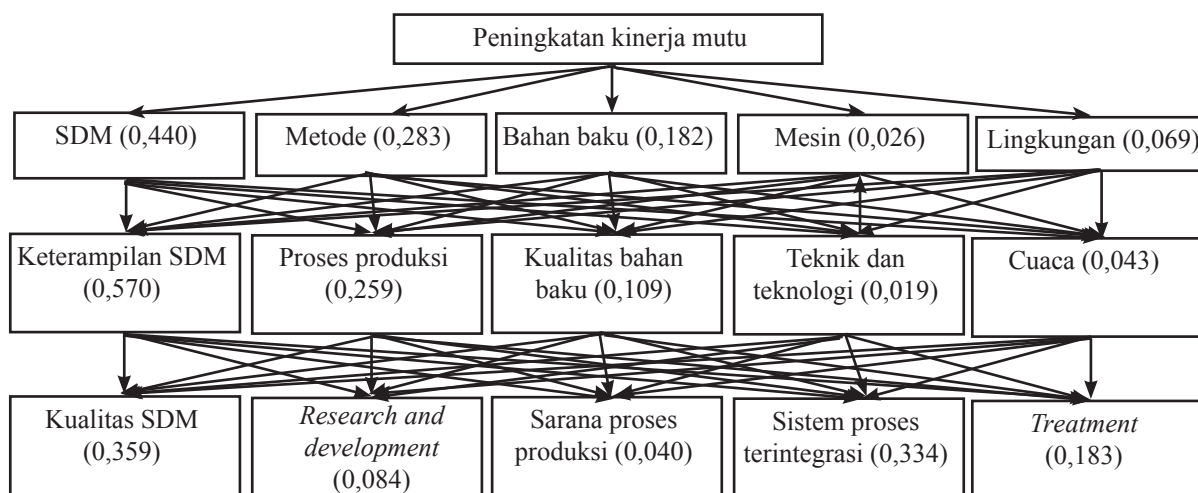 Peningkatan kinerja mutu
SDM (0,440)
Metode (0,283)
Bahan baku (0,182)
Mesin (0,026)
Lingkungan (0,069)
Keterampilan SDM
(0,570)
Proses produksi
(0,259)
Kualitas bahan
baku (0,109)
Teknik dan
teknologi (0,019)
Cuaca (0,043)
Kualitas SDM
(0,359)
Research and
development
(0,084)
Sarana proses
produksi (0,040)
Sistem proses
terintegrasi (0,334)
Treatment
(0,183)